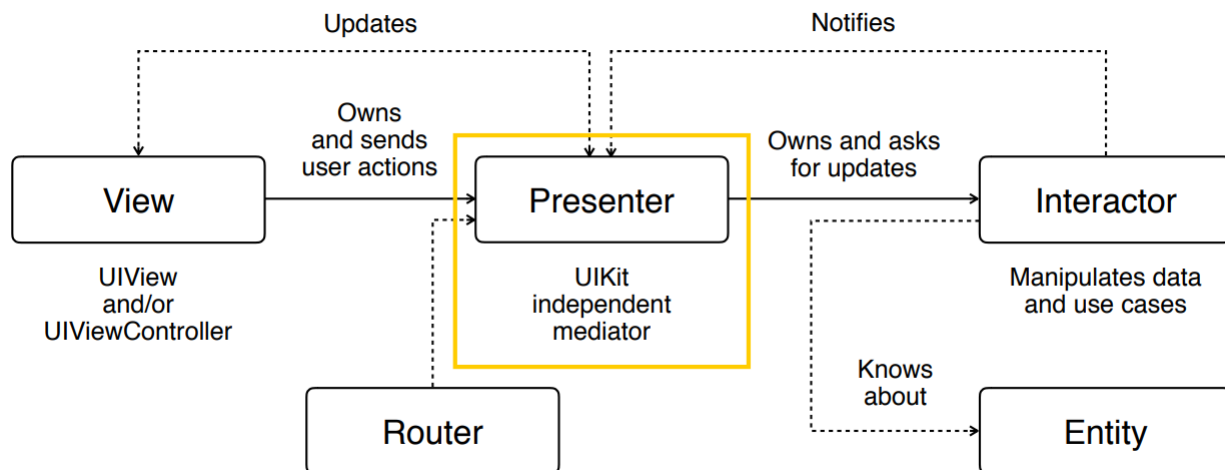 Updates
Notifies
Owns
and sends
user actions
Owns and asks
for updates
View
Presenter
Interactor
UIView
and/or
UIViewController
UIKit
independent
mediator
Manipulates data
and use cases
Knows
about
Router
Entity